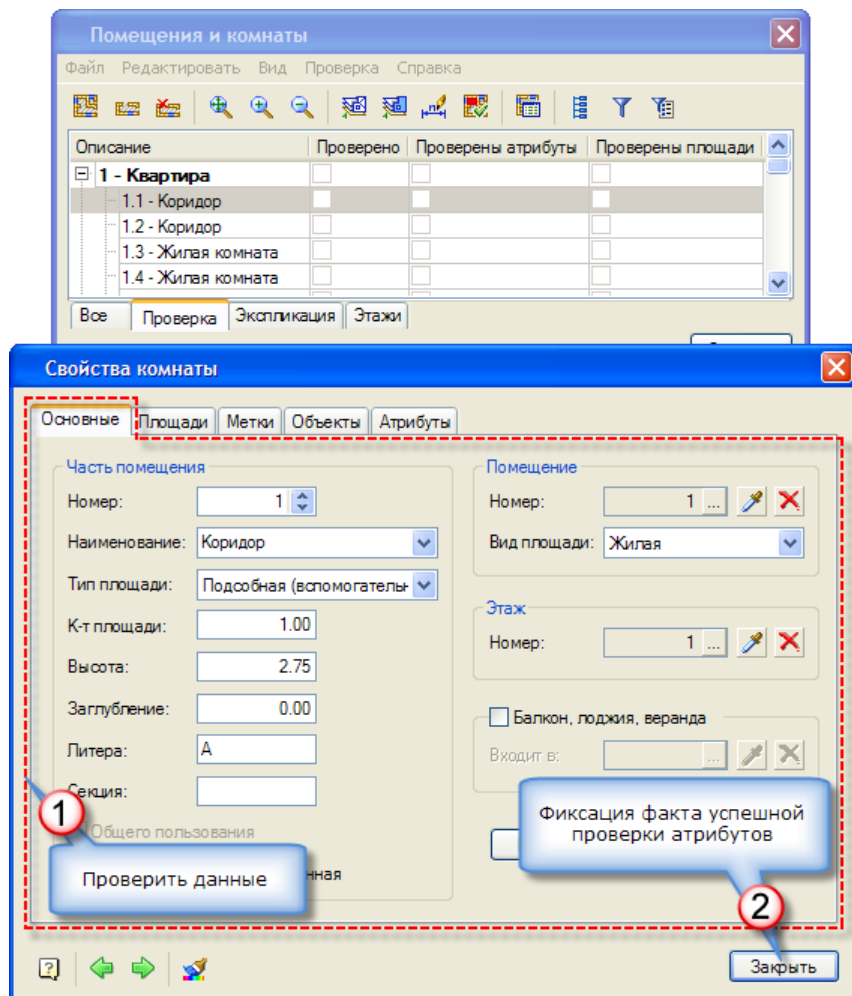 Помещения и комнаты
Файл Редактировать Вид Проверка Справка
Описание Проверено Проверены атрибуты Проверены площади
1 - Квартира
1.1 - Коридор
1.2 - Коридор
1.3 - Жилая комната
1.4 - Жилая комната
Все Проверка Экспликация Этажи
Свойства комнаты
Основные Площади Метки Объекты Атрибуты
Часть помещения
Номер: 1
Наименование: Коридор
Тип площади: Подсобная (вспомогательн
К-т площади: 1.00
Высота: 2.75
Заглубление: 0.00
Литера: А
Секция:
Общего пользования
нная
Помещение
Номер: 1 ...
Вид площади: Жилая
Этаж
Номер: 1 ...
Балкон, лоджия, веранда
Входит в: ...
1
Проверить данные
Фиксация факта успешной
проверки атрибутов
2
Закрыть